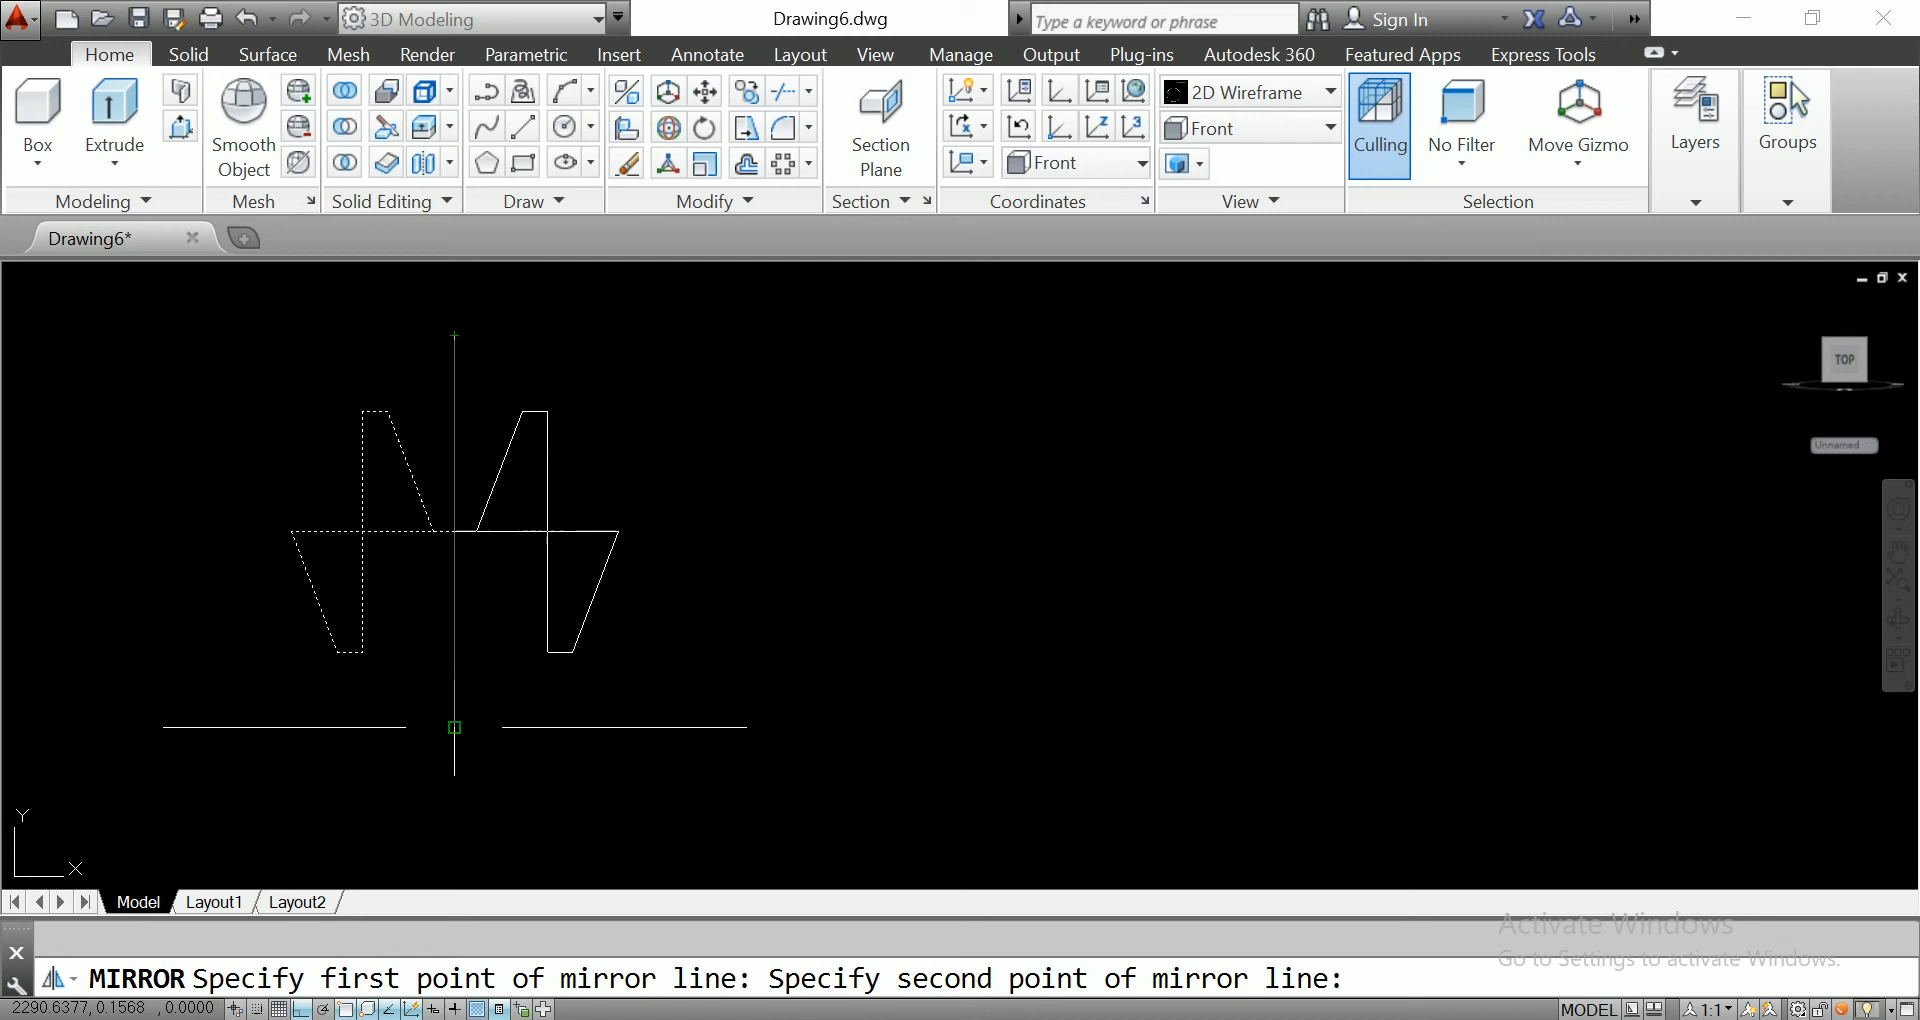 3D Modeling
Drawing6.dwg
Type a keyword or phrase
Sign In
Home Solid Surface Mesh Render Parametric Insert Annotate Layout View Manage Output Plug-ins Autodesk 360 Featured Apps Express Tools
2D Wireframe
Front
Box
Extrude
Smooth
Object
Section
Plane
Front
Culling
No Filter
Move Gizmo
Layers
Groups
Modeling
Mesh
Solid Editing
Draw
Modify
Section
Coordinates
View
Selection
Drawing6*
TOP
Unnamed
Y
X
Model
Layout1
Layout2
Activate Windows
Go to Settings to activate Windows.
MIRROR Specify first point of mirror line: Specify second point of mirror line:
2290.6377, 0.1568 , 0.0000
MODEL
1:1